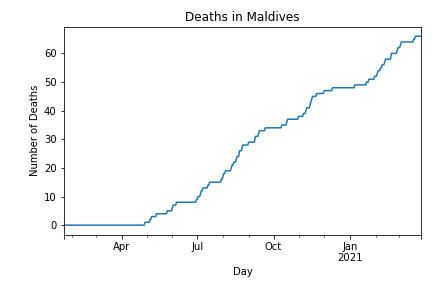 Deaths in Maldives
Number of Deaths
60
50
40
30
20
10
0
Apr
Jul
Oct
Jan
2021
Day